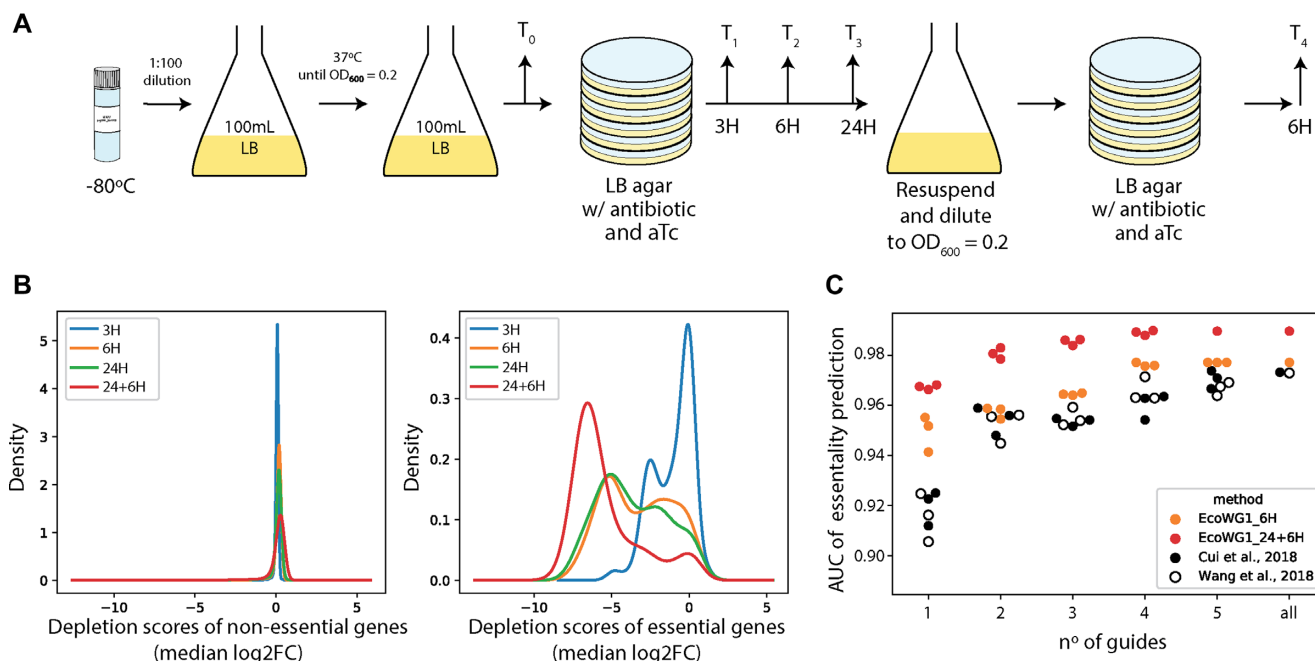 A
1:100
dilution
-80ºC
100mL
LB
37ºC
until OD600 = 0.2
100mL
LB
T0
LB agar
w/ antibiotic
and aTc
T1
T2
T3
3H
6H
24H
Resuspend
and dilute
to OD600 = 0.2
LB agar
w/ antibiotic
and aTc
T4
6H
B
3H
6H
24H
24+6H
Density
5
4
3
2
1
0
−10
−5
0
5
Depletion scores of non-essential genes
(median log2FC)
3H
6H
24H
24+6H
Density
0.4
0.3
0.2
0.1
0.0
−10
−5
0
5
Depletion scores of essential genes
(median log2FC)
C
AUC of essentality prediction
0.98
0.96
0.94
0.92
0.90
method
EcoWG1_6H
EcoWG1_24+6H
Cui et al., 2018
Wang et al., 2018
1
2
3
4
5
all
nº of guides